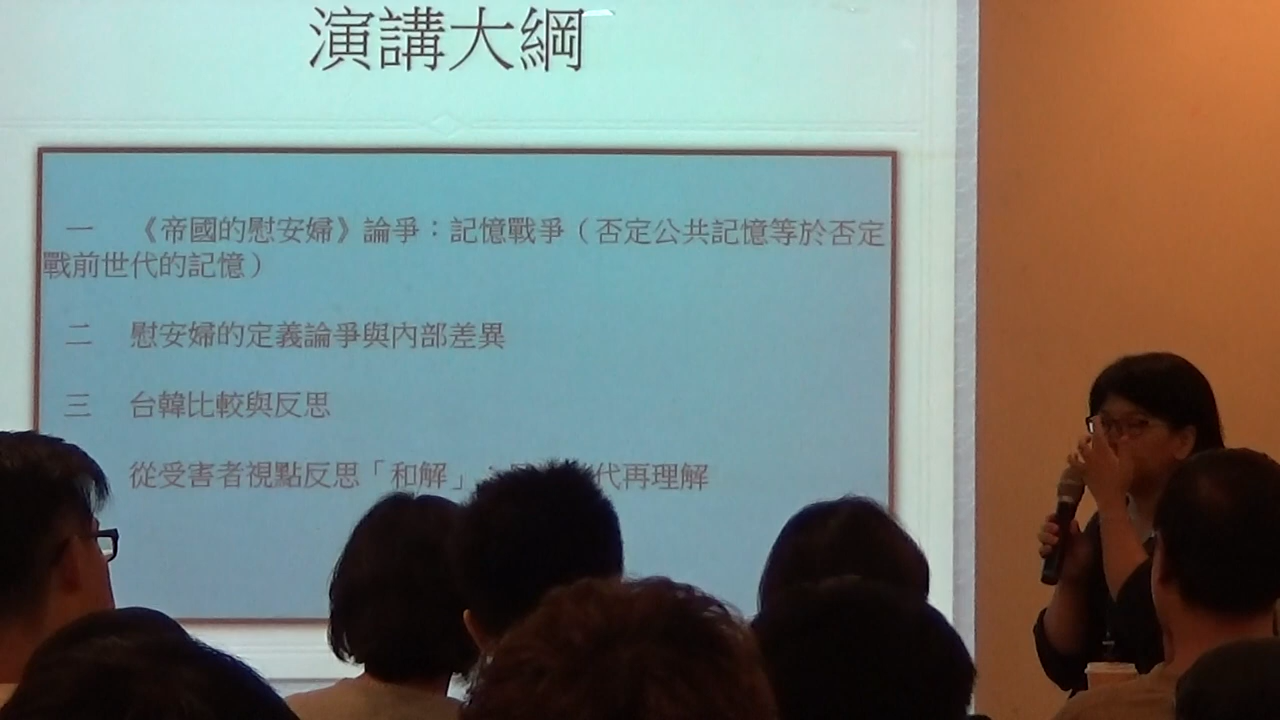 演講大綱
一 《帝國的慰安婦》論爭：記憶戰爭（否定公共記憶等於否定
戰前世代的記憶）
二 慰安婦的定義論爭與內部差異
三 台韓比較與反思
從受害者視點反思「和解」：代再理解